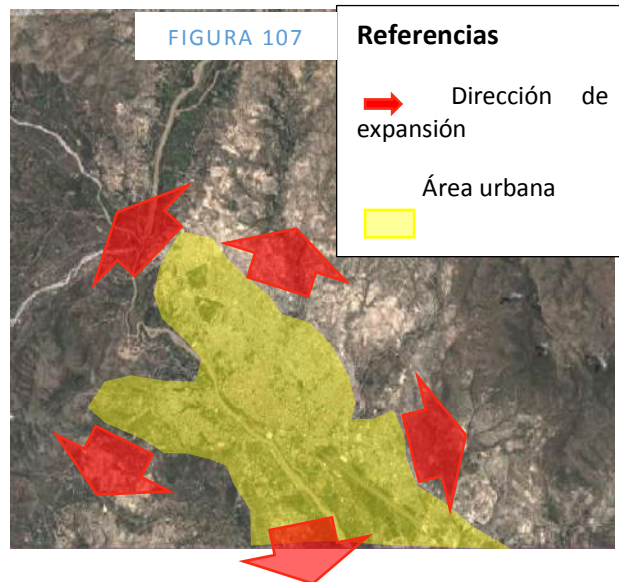 FIGURA 107
Referencias
Dirección de
expansión
Área urbana